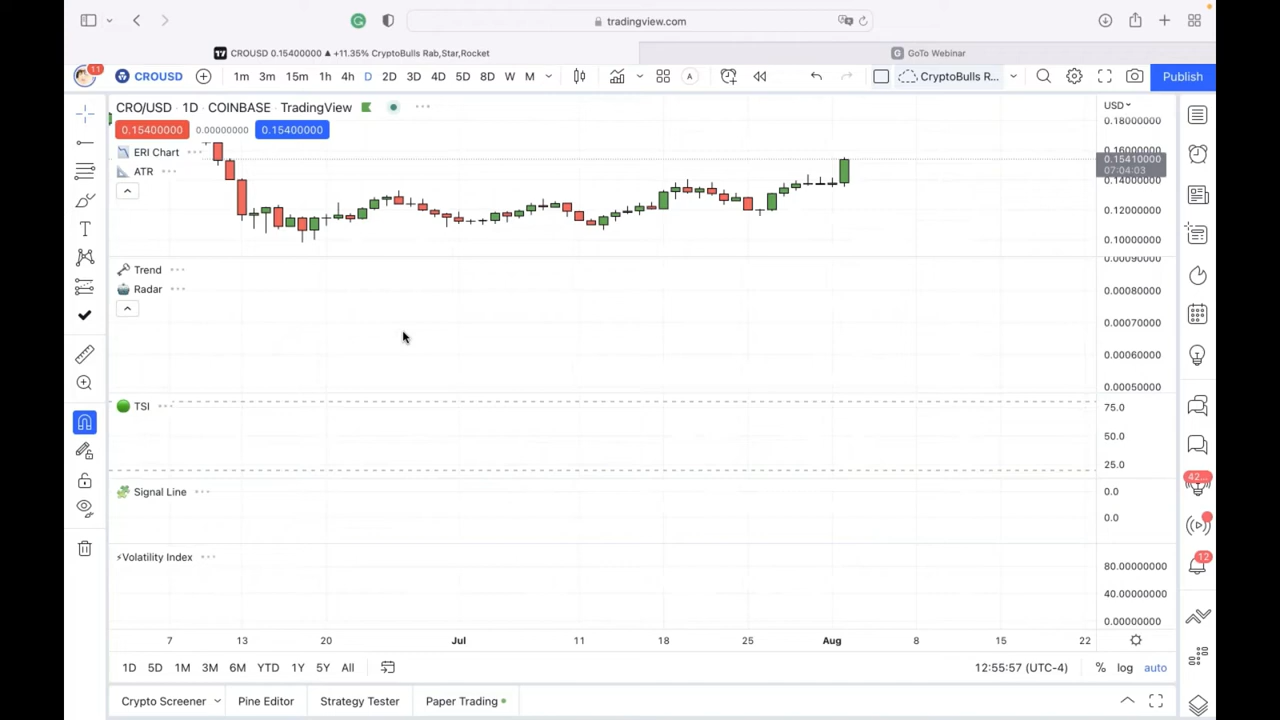 tradingview.com
CROUSD 0.15400000 ▲ +11.35% CryptoBulls Rab,Star,Rocket
GoTo Webinar
11
CROUSD
1m 3m 15m 1h 4h D 2D 3D 4D 5D 8D W M
A
CryptoBulls R...
Publish
CRO/USD · 1D · COINBASE · TradingView
USD
0.15400000 0.00000000 0.15400000
ERI Chart
ATR
0.18000000
0.16000000
0.15410000
07:04:03
0.14000000
0.12000000
0.10000000
Trend
Radar
0.00090000
0.00080000
0.00070000
0.00060000
0.00050000
TSI
75.0
50.0
25.0
Signal Line
0.0
0.0
42...
Volatility Index
12
80.00000000
40.00000000
0.00000000
7 13 20 Jul 11 18 25 Aug 8 15 22
1D 5D 1M 3M 6M YTD 1Y 5Y All
12:55:57 (UTC-4) % log auto
Crypto Screener Pine Editor Strategy Tester Paper Trading